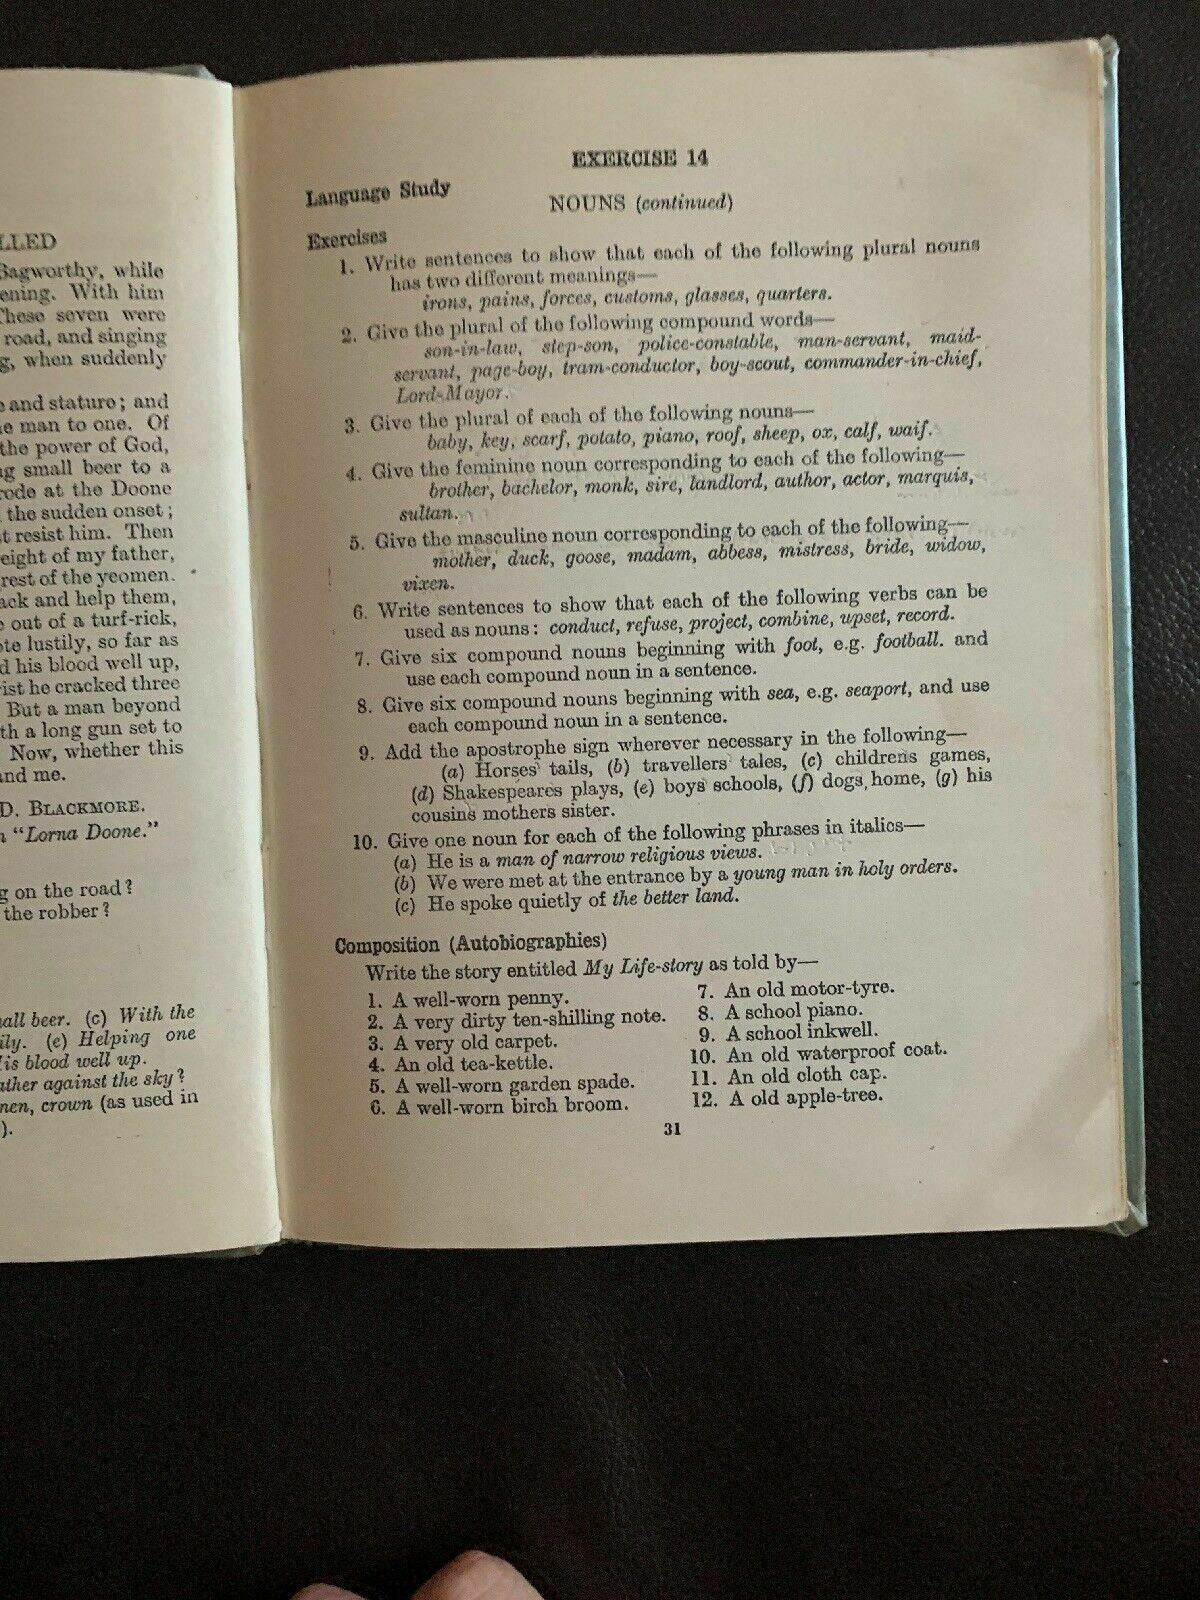 LLED
Bagworthy, while
ening. With him
These seven were
road, and singing
g, when suddenly
e and stature; and
ne man to one. Of
the power of God,
ng small beer to a
rode at the Doone
the sudden onset;
t resist him. Then
eight of my father,
rest of the yeomen.
ack and help them,
e out of a turf-rick,
ote lustily, so far as
d his blood well up,
ist he cracked three
But a man beyond
th a long gun set to
Now, whether this
and me.
D. BLACKMORE.
"Lorna Doone."
g on the road?
the robber?
all beer. (c) With the
ily. (e) Helping one
is blood well up.
ather against the sky?
men, crown (as used in
).
EXERCISE 14
Language Study
NOUNS (continued)
Exercises
1. Write sentences to show that each of the following plural nouns
has two different meanings—
irons, pains, forces, customs, glasses, quarters.
2. Give the plural of the following compound words—
son-in-law, step-son, police-constable, man-servant, maid-
servant, page-boy, tram-conductor, boy-scout, commander-in-chief,
Lord-Mayor.
3. Give the plural of each of the following nouns—
baby, key, scarf, potato, piano, roof, sheep, ox, calf, waif.
4. Give the feminine noun corresponding to each of the following—
brother, bachelor, monk, sire, landlord, author, actor, marquis,
sultan.
5. Give the masculine noun corresponding to each of the following—
mother, duck, goose, madam, abbess, mistress, bride, widow,
vixen.
6. Write sentences to show that each of the following verbs can be
used as nouns: conduct, refuse, project, combine, upset, record.
7. Give six compound nouns beginning with foot, e.g. football. and
use each compound noun in a sentence.
8. Give six compound nouns beginning with sea, e.g. seaport, and use
each compound noun in a sentence.
9. Add the apostrophe sign wherever necessary in the following—
(a) Horses' tails, (b) travellers' tales, (c) childrens games,
(d) Shakespeares plays, (e) boys schools, (f) dogs home, (g) his
cousins mothers sister.
10. Give one noun for each of the following phrases in italics—
(a) He is a man of narrow religious views.
(b) We were met at the entrance by a young man in holy orders.
(c) He spoke quietly of the better land.
Composition (Autobiographies)
Write the story entitled My Life-story as told by—
1. A well-worn penny.
2. A very dirty ten-shilling note.
3. A very old carpet.
4. An old tea-kettle.
5. A well-worn garden spade.
6. A well-worn birch broom.
7. An old motor-tyre.
8. A school piano.
9. A school inkwell.
10. An old waterproof coat.
11. An old cloth cap.
12. A old apple-tree.
31